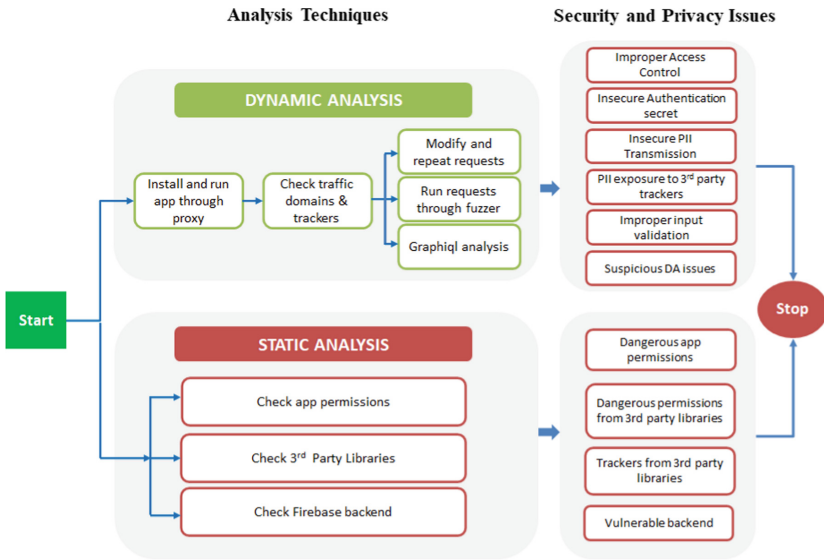 Analysis Techniques
Security and Privacy Issues
DYNAMIC ANALYSIS
Install and run
app through
proxy
Check traffic
domains &
trackers
Modify and
repeat requests
Run requests
through fuzzer
Graphiql analysis
Improper Access
Control
Insecure Authentication
secret
Insecure PII
Transmission
PII exposure to 3rd party
trackers
Improper input
validation
Suspicious DA issues
Start
Stop
STATIC ANALYSIS
Check app permissions
Check 3rd Party Libraries
Check Firebase backend
Dangerous app
permissions
Dangerous permissions
from 3rd party libraries
Trackers from 3rd party
libraries
Vulnerable backend